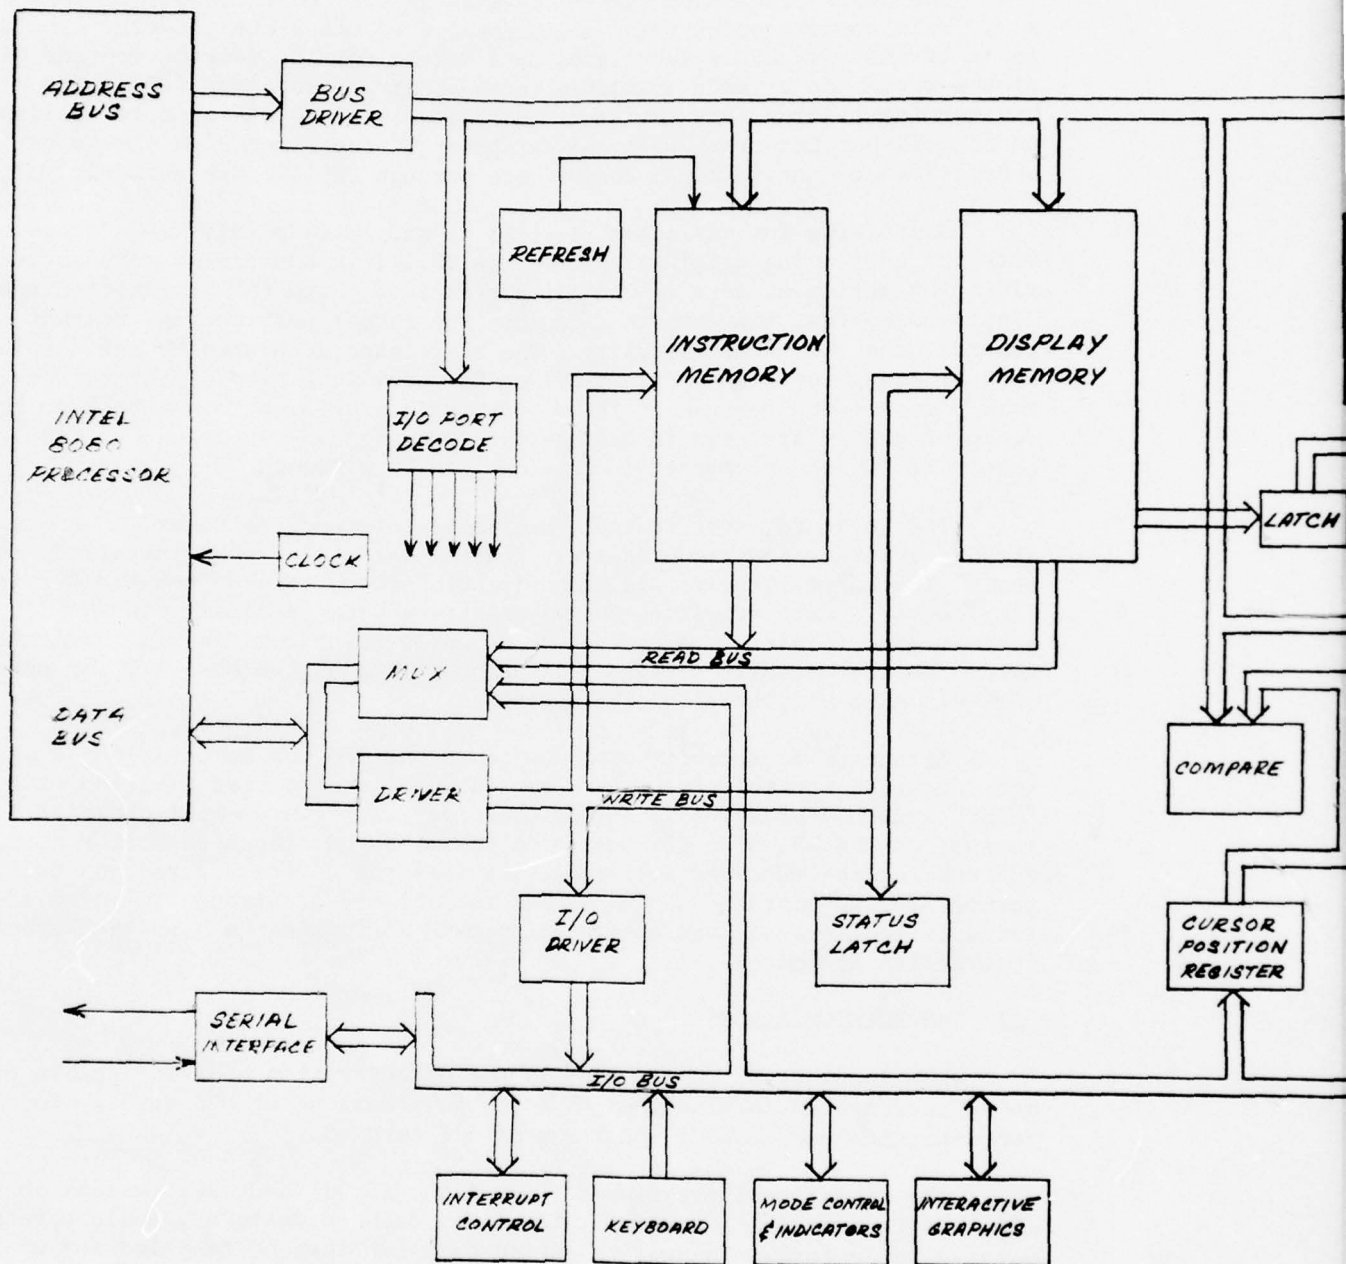 ADDRESS
BUS
BUS
DRIVER
REFRESH
INSTRUCTION
MEMORY
DISPLAY
MEMORY
I/O PORT
DECODE
INTEL
8080
PROCESSOR
LATCH
CLOCK
MUX
READ BUS
DATA
BUS
DRIVER
WRITE BUS
COMPARE
I/O
DRIVER
STATUS
LATCH
CURSOR
POSITION
REGISTER
SERIAL
INTERFACE
I/O BUS
INTERRUPT
CONTROL
KEYBOARD
MODE CONTROL
& INDICATORS
INTERACTIVE
GRAPHICS